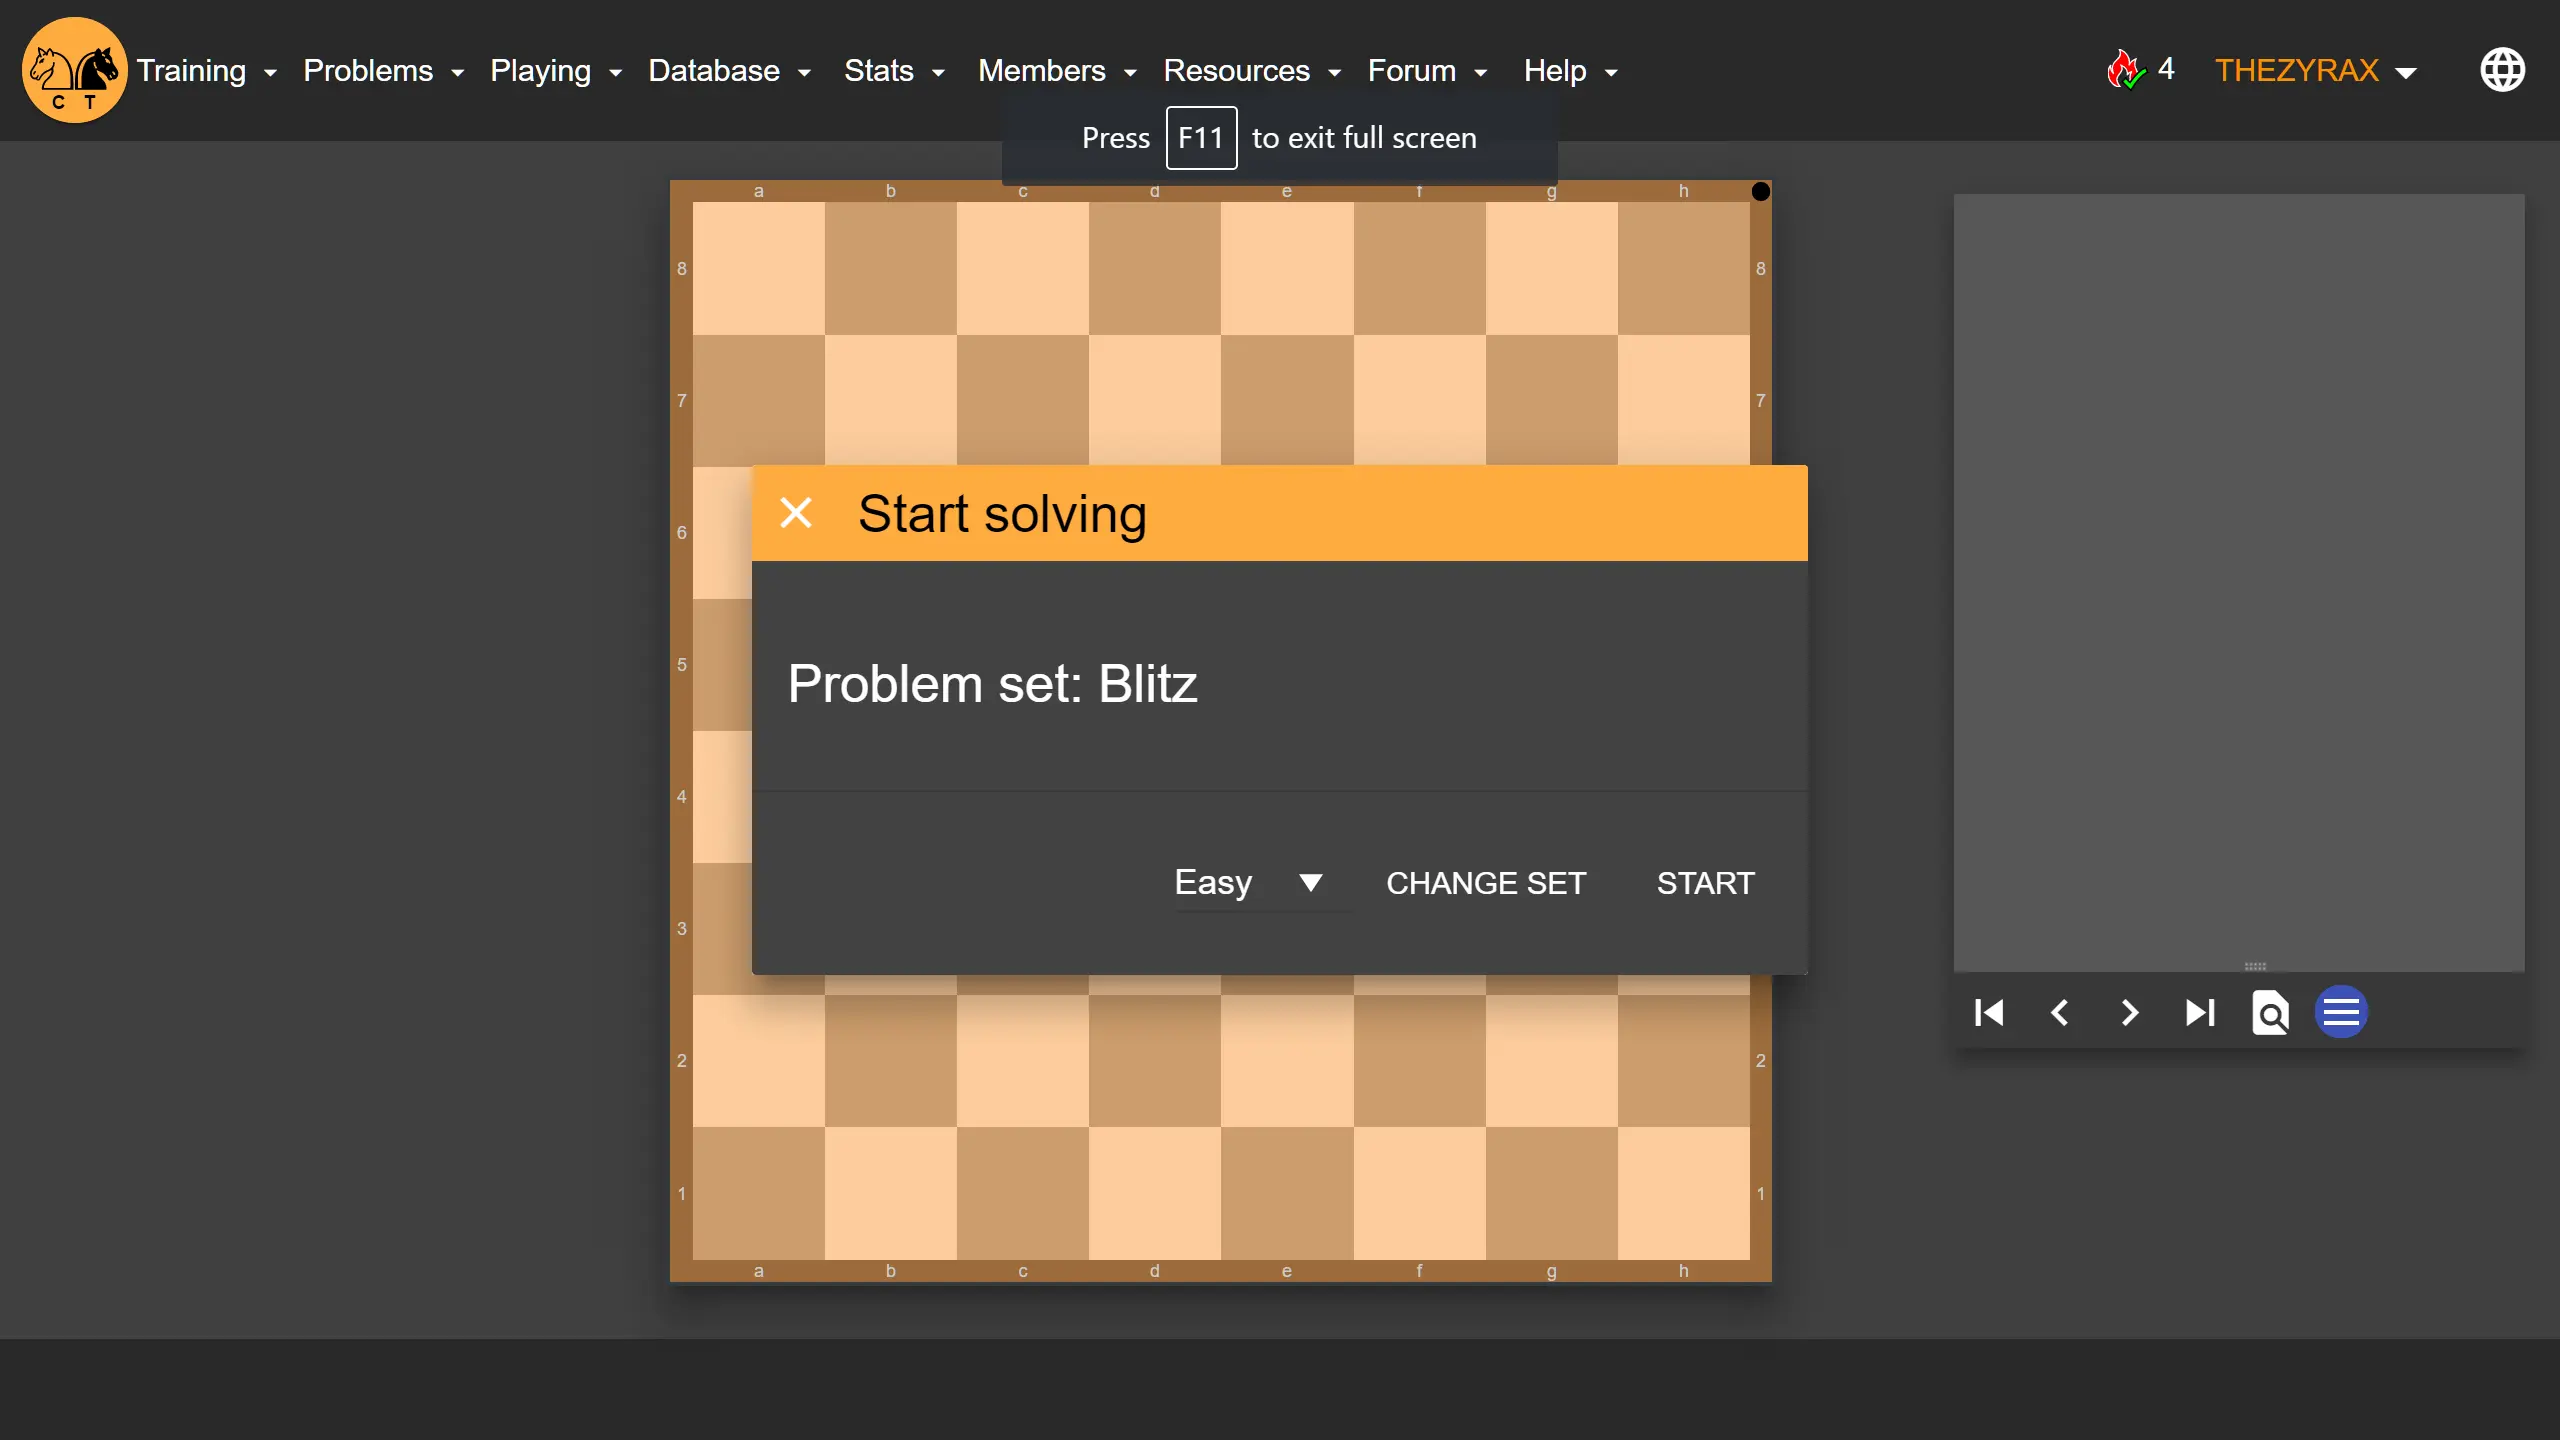 C T
Training Problems Playing Database Stats Members Resources Forum Help 4 THEZYRAX
Press F11 to exit full screen
a b c d e f g h
8 8
7 7
Start solving
6
5
Problem set: Blitz
4
Easy CHANGE SET START
3
2 2
1 1
a b c d e f g h